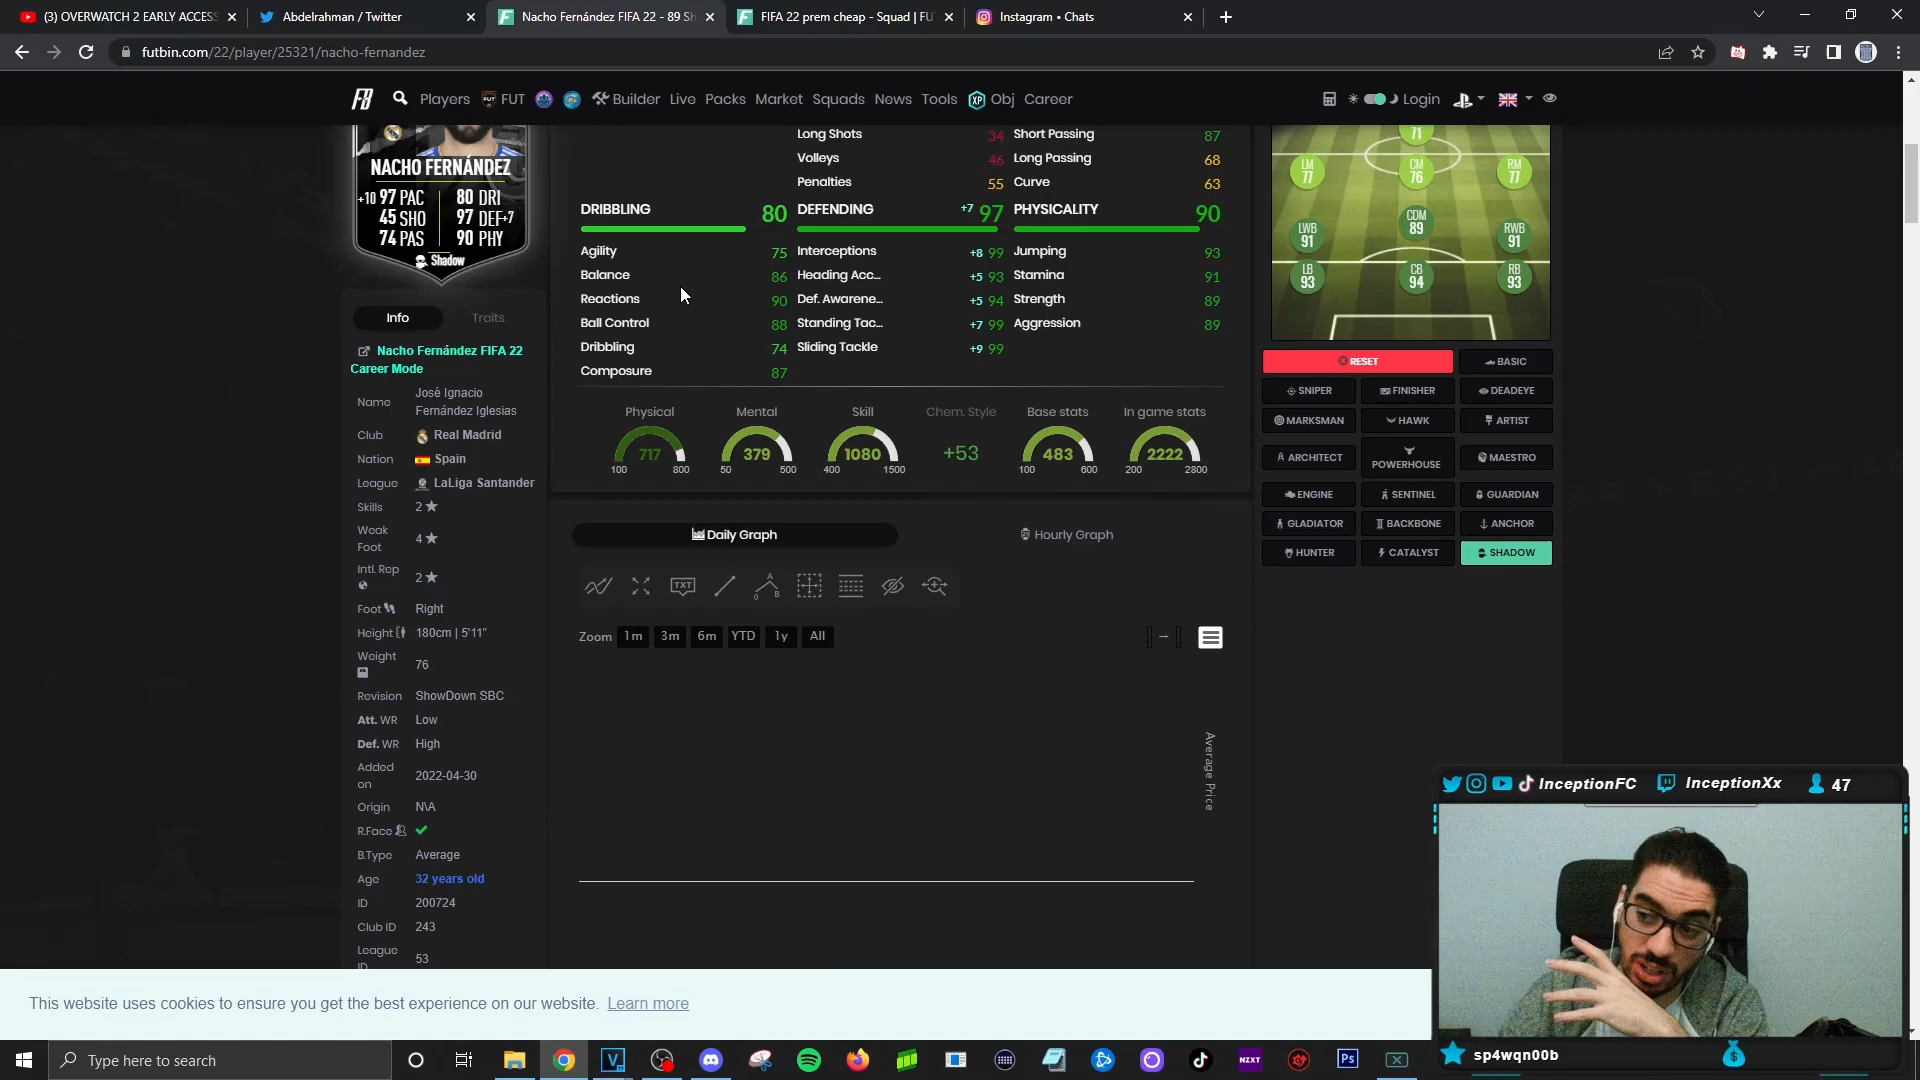 (3) OVERWATCH 2 EARLY ACCESS
Abdelrahman / Twitter
Nacho Fernández FIFA 22 - 89 Sh
FIFA 22 prem cheap - Squad | FU
Instagram • Chats
futbin.com/22/player/25321/nacho-fernandez
Players FUT Builder Live Packs Market Squads News Tools XP Obj Career Login
NACHO FERNÁNDEZ
+10 97 PAC 80 DRI
45 SHO 97 DEF+7
74 PAS 90 PHY
Shadow
Long Shots 34 Short Passing 87
Volleys 46 Long Passing 68
Penalties 55 Curve 63
DRIBBLING 80 DEFENDING +7 97 PHYSICALITY 90
Agility 75 Interceptions +8 99 Jumping 93
Balance 86 Heading Acc... +5 93 Stamina 91
Reactions 90 Def. Awarene... +5 94 Strength 89
Ball Control 88 Standing Tac... +7 99 Aggression 89
Dribbling 74 Sliding Tackle +9 99
Composure 87
Physical Mental Skill Chem. Style Base stats In game stats
717 379 1080 +53 483 2222
100 800 50 500 400 1500 100 600 200 2800
Daily Graph Hourly Graph
TXT
A
0 B
Zoom 1m 3m 6m YTD 1y All →
Average Price
Info Traits
Nacho Fernández FIFA 22
Career Mode
Name José Ignacio
Fernández Iglesias
Club Real Madrid
Nation Spain
League LaLiga Santander
Skills 2
Weak
Foot 4
Intl. Rep 2
Foot Right
Height 180cm | 5'11"
Weight 76
Revision ShowDown SBC
Att. WR Low
Def. WR High
Added
on 2022-04-30
Origin N\A
R.Face
B.Type Average
Age 32 years old
ID 200724
Club ID 243
League
ID 53
71
LM 77 CM 76 RM 77
CDM 89
LWB 91 RWB 91
LB 93 CB 94 RB 93
RESET BASIC
SNIPER FINISHER DEADEYE
MARKSMAN HAWK ARTIST
ARCHITECT POWERHOUSE MAESTRO
ENGINE SENTINEL GUARDIAN
GLADIATOR BACKBONE ANCHOR
HUNTER CATALYST SHADOW
InceptionFC InceptionXx 47
sp4wqn00b
This website uses cookies to ensure you get the best experience on our website. Learn more
Type here to search
NZXT
Ps